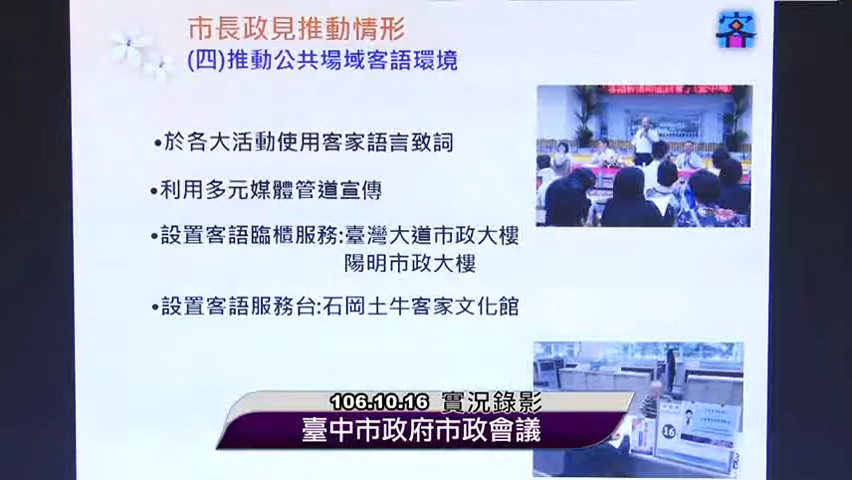 市長政見推動情形
(四)推動公共場域客語環境
客
•於各大活動使用客家語言致詞
•利用多元媒體管道宣傳
•設置客語臨櫃服務:臺灣大道市政大樓
陽明市政大樓
•設置客語服務台:石岡土牛客家文化館
16
106.10.16 實況錄影
臺中市政府市政會議